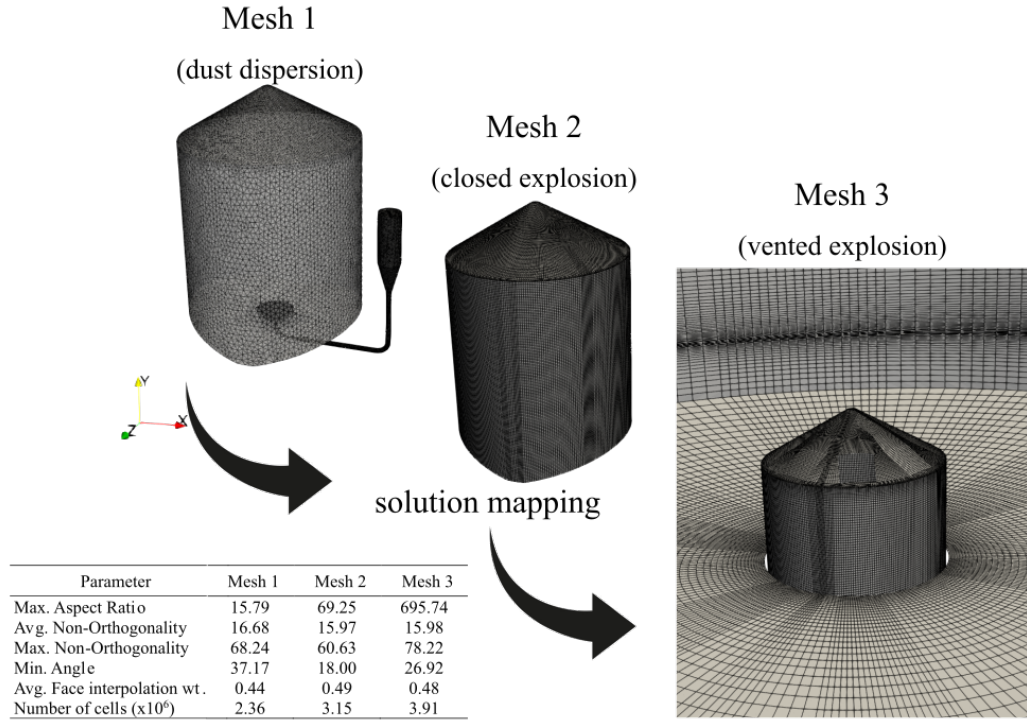 Mesh 1
(dust dispersion)
Mesh 2
(closed explosion)
Mesh 3
(vented explosion)
Y
X
Z
solution mapping
Parameter Mesh 1 Mesh 2 Mesh 3
Max. Aspect Ratio 15.79 69.25 695.74
Avg. Non-Orthogonality 16.68 15.97 15.98
Max. Non-Orthogonality 68.24 60.63 78.22
Min. Angle 37.17 18.00 26.92
Avg. Face interpolation wt. 0.44 0.49 0.48
Number of cells (x10⁶) 2.36 3.15 3.91